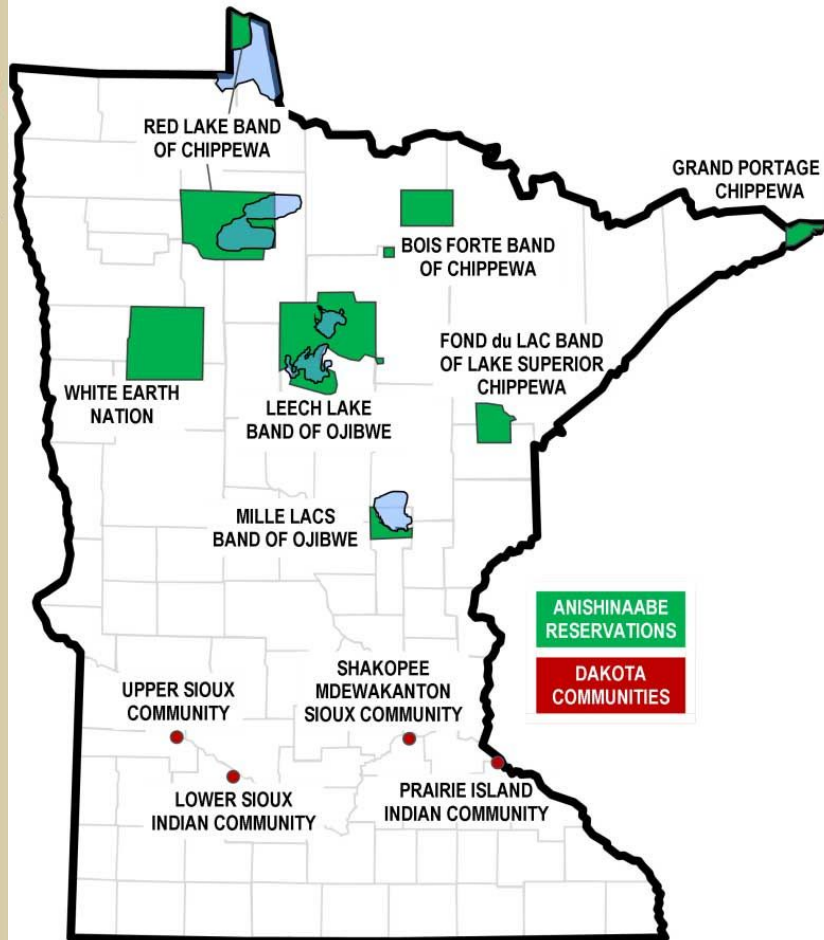 RED LAKE BAND
OF CHIPPEWA
GRAND PORTAGE
CHIPPEWA
BOIS FORTE BAND
OF CHIPPEWA
FOND du LAC BAND
OF LAKE SUPERIOR
CHIPPEWA
WHITE EARTH
NATION
LEECH LAKE
BAND OF OJIBWE
MILLE LACS
BAND OF OJIBWE
ANISHINAABE
RESERVATIONS
DAKOTA
COMMUNITIES
UPPER SIOUX
COMMUNITY
SHAKOPEE
MDEWAKANTON
SIOUX COMMUNITY
LOWER SIOUX
INDIAN COMMUNITY
PRAIRIE ISLAND
INDIAN COMMUNITY